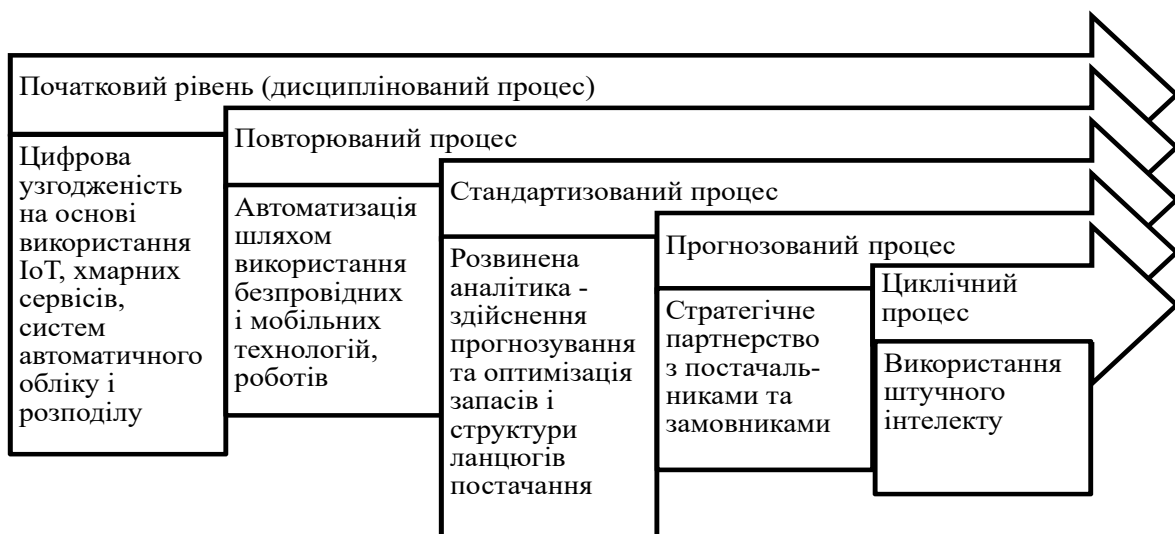 Початковий рівень (дисциплінований процес)
Цифрова
узгодженість
на основі
використання
IoT, хмарних
сервісів,
систем
автоматичного
обліку і
розподілу
Повторюваний процес
Автоматизація
шляхом
використання
безпровідних
і мобільних
технологій,
роботів
Стандартизований процес
Розвинена
аналітика -
здійснення
прогнозування
та оптимізація
запасів і
структури
ланцюгів
постачання
Прогнозований процес
Стратегічне
партнерство
з постачаль-
никами та
замовниками
Циклічний
процес
Використання
штучного
інтелекту